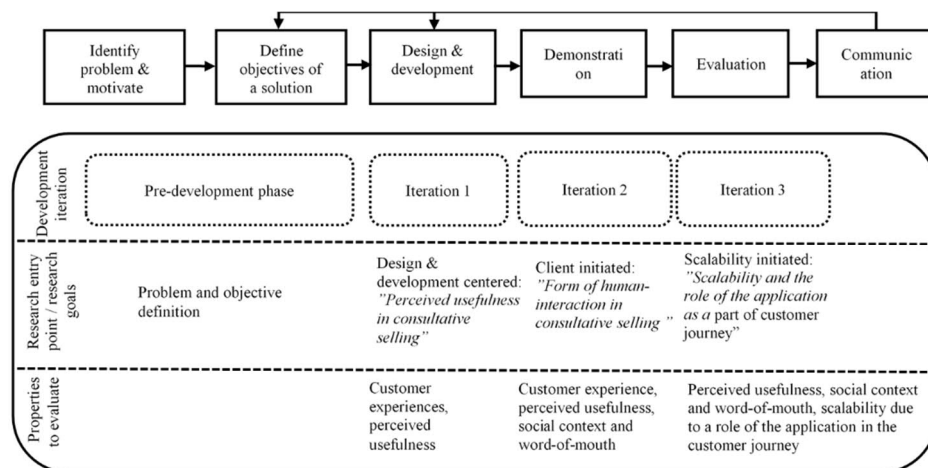 Identify
problem &
motivate
Define
objectives of
a solution
Design &
development
Demonstrati
on
Evaluation
Communic
ation
Development
iteration
Pre-development phase
Iteration 1
Iteration 2
Iteration 3
Research entry
point / research
goals
Problem and objective
definition
Design &
development centered:
”Perceived usefulness
in consultative
selling”
Client initiated:
”Form of human-
interaction in
consultative selling ”
Scalability initiated:
”Scalability and the
role of the application
as a part of customer
journey”
Properties
to evaluate
Customer
experiences,
perceived
usefulness
Customer experience,
perceived usefulness,
social context and
word-of-mouth
Perceived usefulness, social context
and word-of-mouth, scalability due
to a role of the application in the
customer journey